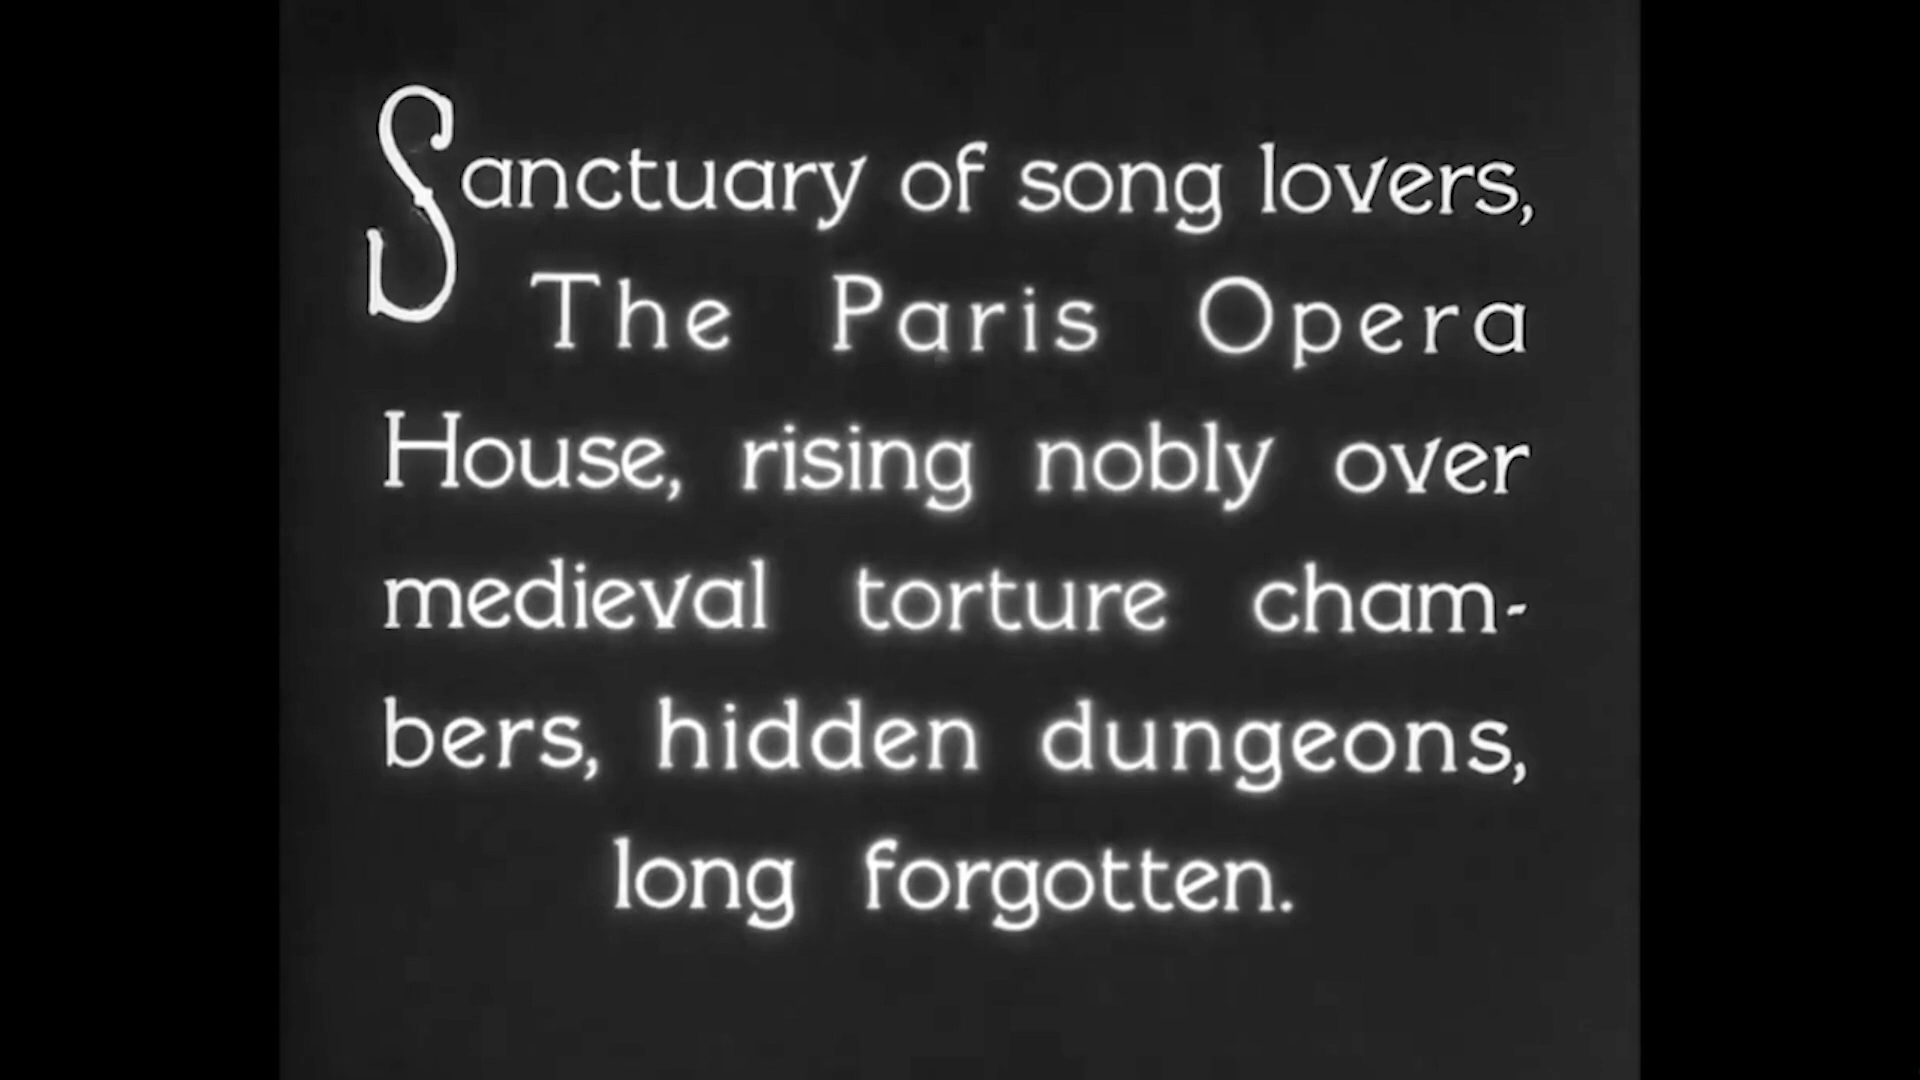 Sanctuary of song lovers,
The Paris Opera
House, rising nobly over
medieval torture cham-
bers, hidden dungeons,
long forgotten.